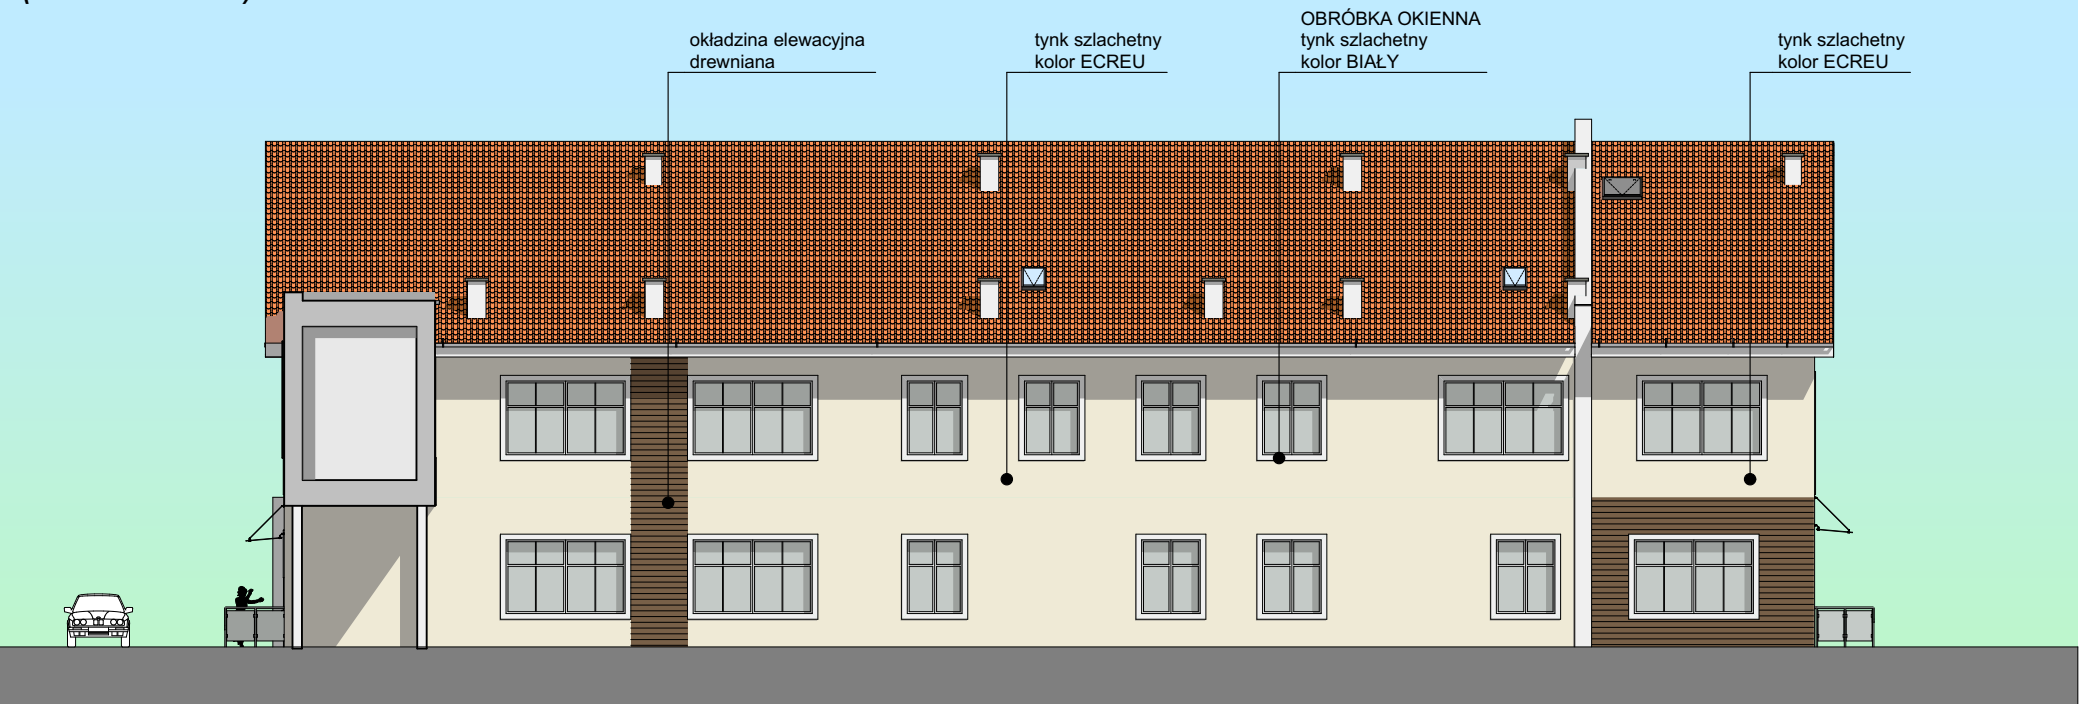 okładzina elewacyjna
drewniana
tynk szlachetny
kolor ECREU
OBRÓBKA OKIENNA
tynk szlachetny
kolor BIAŁY
tynk szlachetny
kolor ECREU